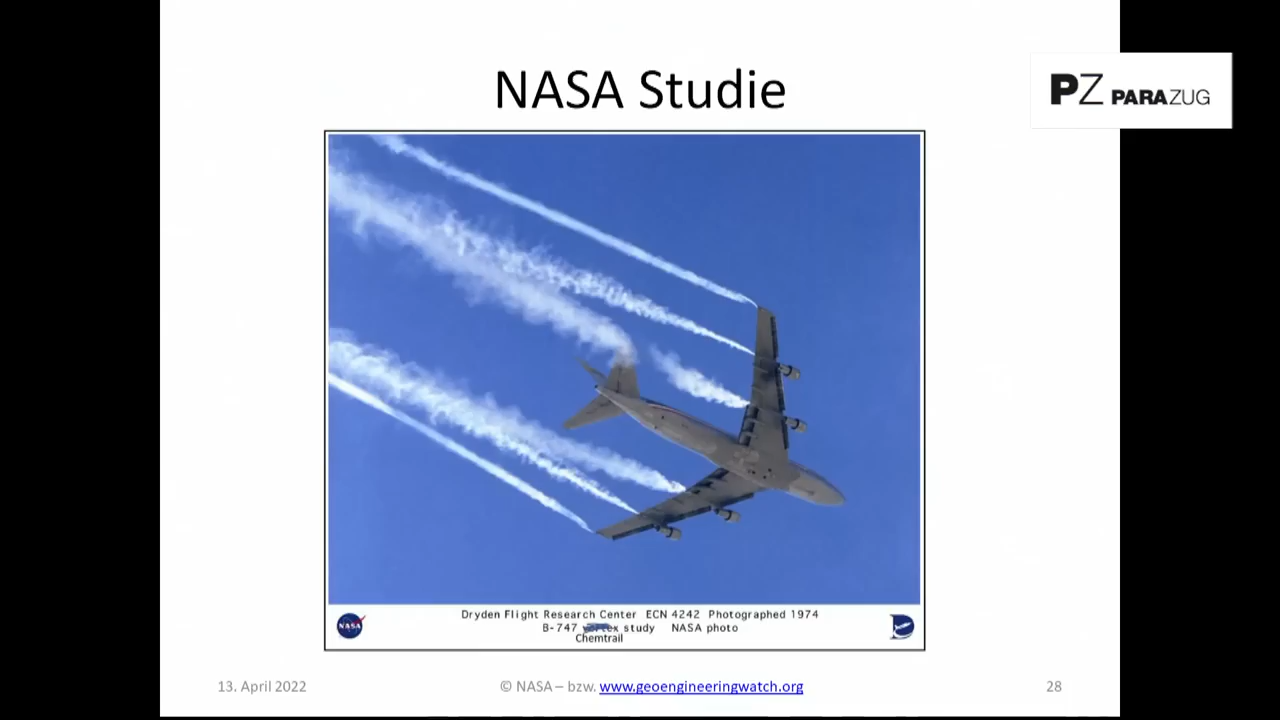 NASA Studie
PZ PARAZUG
NASA
Dryden Flight Research Center ECN 4242 Photographed 1974
B-747 study NASA photo
Chemtrail
13. April 2022
© NASA – bzw. www.geoengineeringwatch.org
28